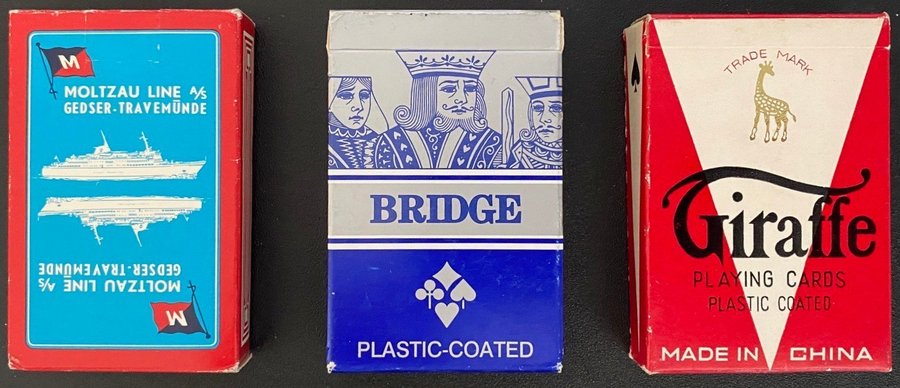 M
MOLTZAU LINE A/S
GEDSER-TRAVEMÜNDE
MOLTZAU LINE A/S
GEDSER-TRAVEMÜNDE
M
BRIDGE
PLASTIC-COATED
TRADE MARK
Giraffe
PLAYING CARDS
PLASTIC COATED
MADE IN CHINA